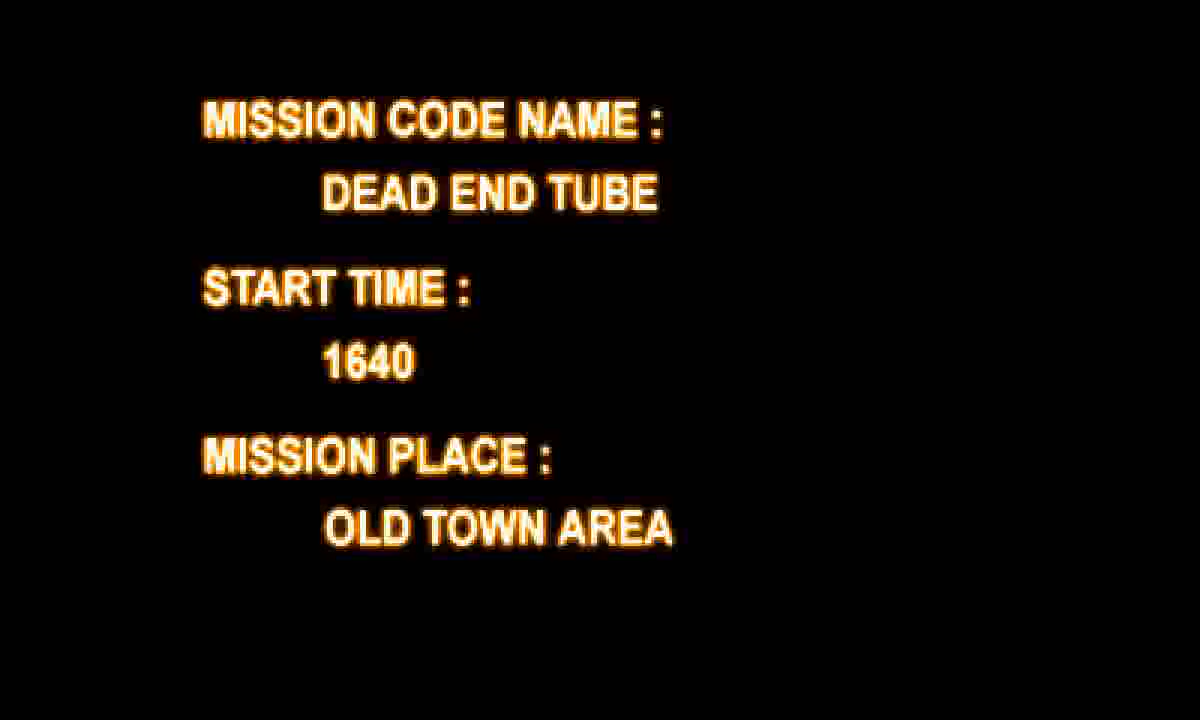 MISSION CODE NAME :
DEAD END TUBE
START TIME :
1640
MISSION PLACE :
OLD TOWN AREA